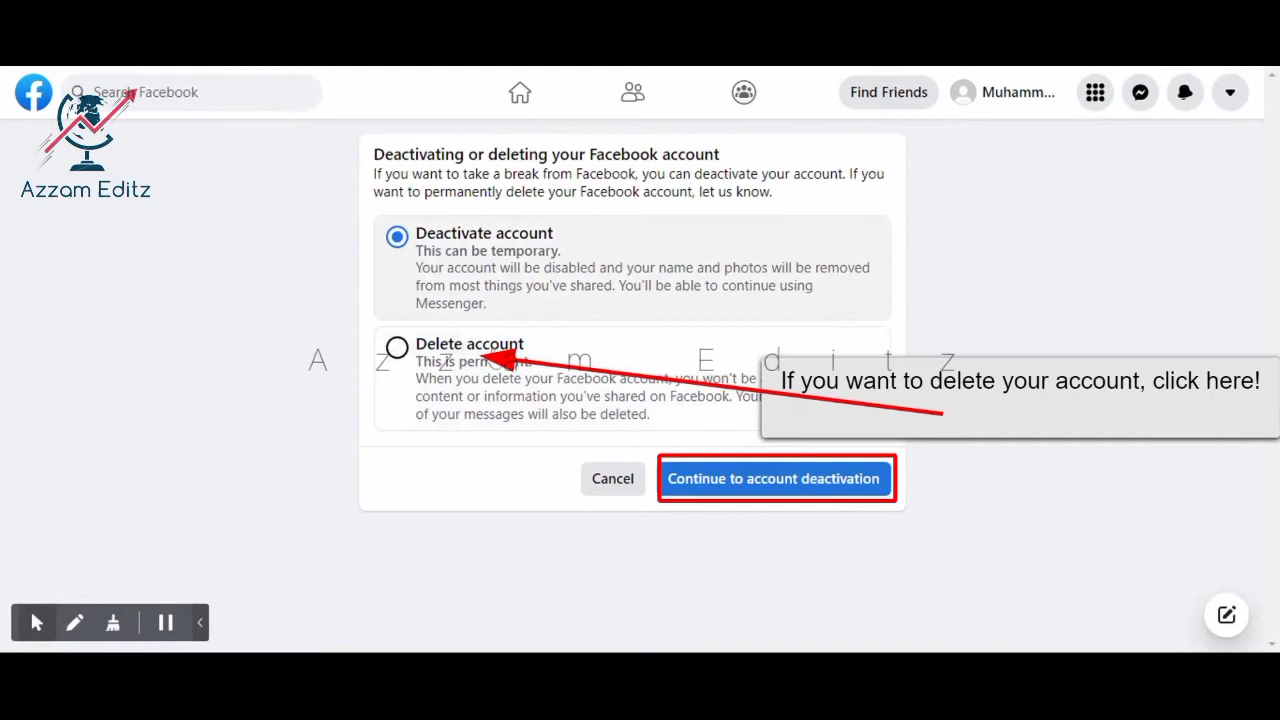 Search Facebook
Find Friends
Muhamm...
Azzam Editz
Deactivating or deleting your Facebook account
If you want to take a break from Facebook, you can deactivate your account. If you
want to permanently delete your Facebook account, let us know.
Deactivate account
This can be temporary.
Your account will be disabled and your name and photos will be removed
from most things you've shared. You'll be able to continue using
Messenger.
Delete account
This is
When you delete your Facebook account, you won't be
content or information you've shared on Facebook.
of your messages will also be deleted.
Azzam Editz
If you want to delete your account, click here!
Cancel
Continue to account deactivation